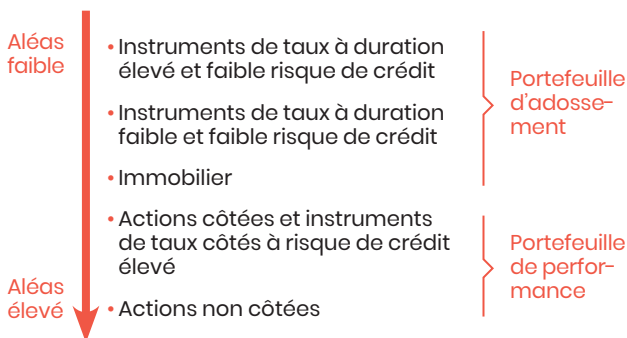 Aléas
faible
• Instruments de taux à duration
élevé et faible risque de crédit
• Instruments de taux à duration
faible et faible risque de crédit
• Immobilier
Portefeuille
d'adosse-
ment
• Actions côtées et instruments
de taux côtés à risque de crédit
élevé
• Actions non côtées
Portefeuille
de perfor-
mance
Aléas
élevé